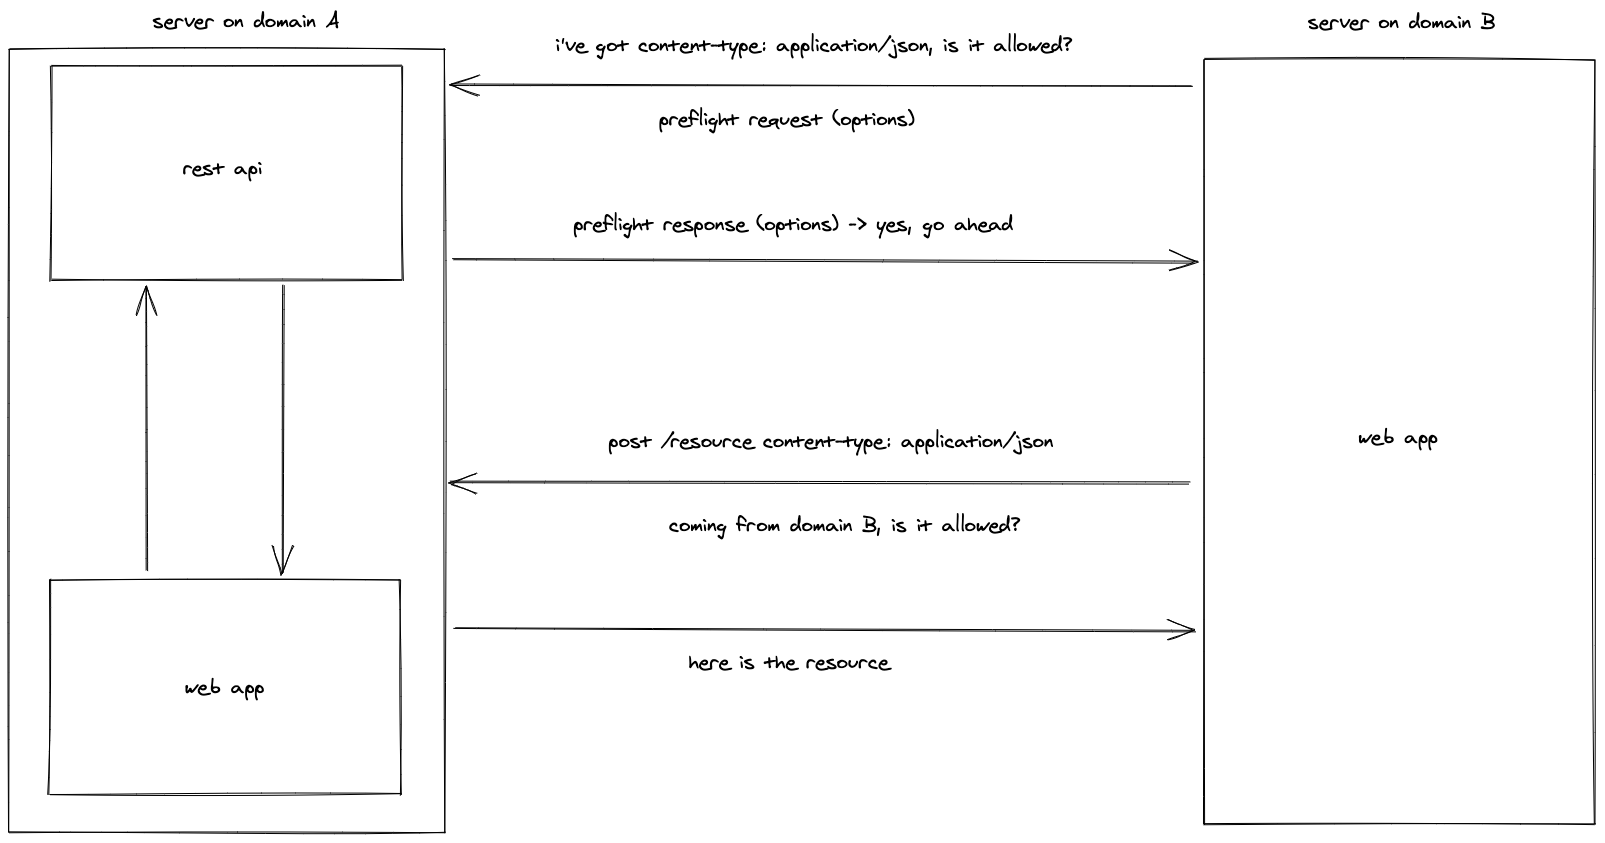 server on domain A
server on domain B
i've got content-type: application/json, is it allowed?
preflight request (options)
rest api
preflight response (options) -> yes, go ahead
post /resource content-type: application/json
web app
coming from domain B, is it allowed?
here is the resource
web app